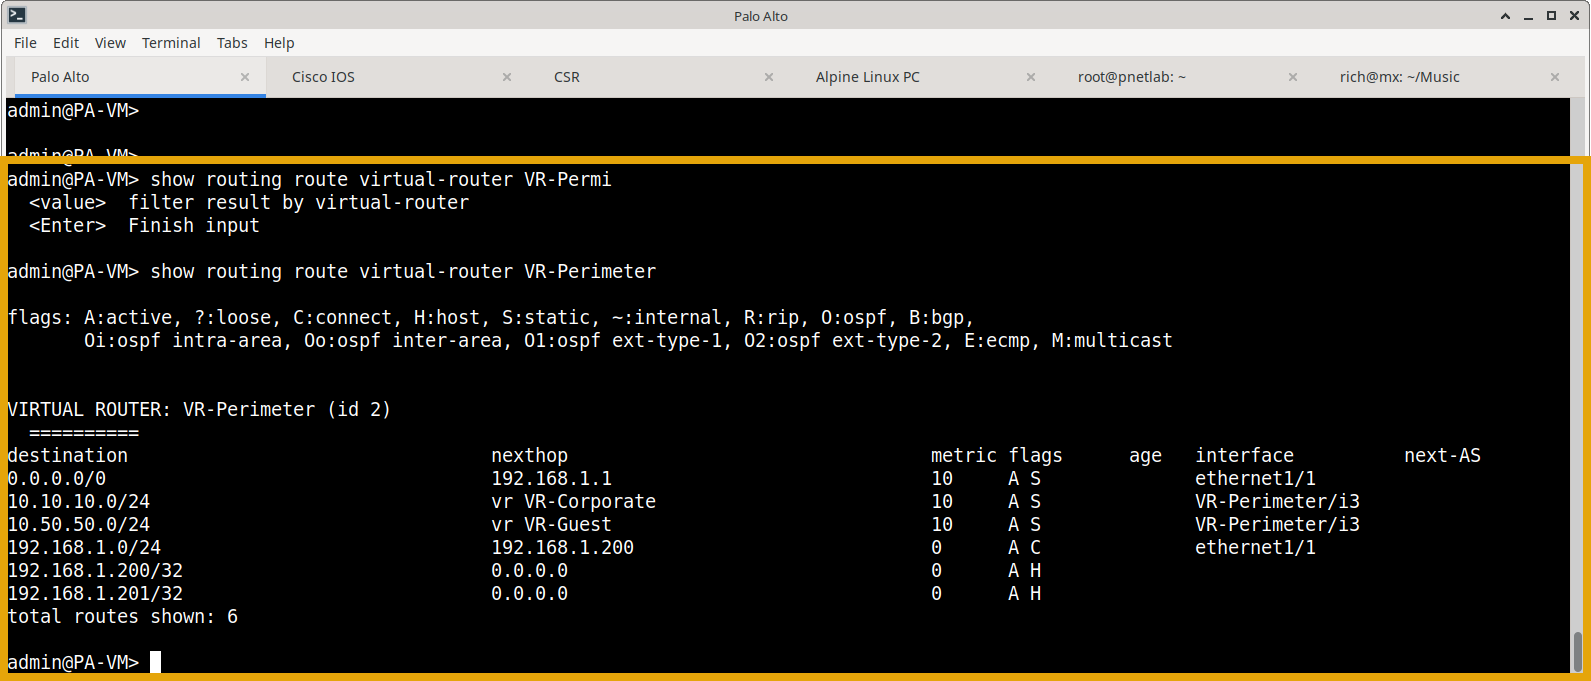 Palo Alto
File Edit View Terminal Tabs Help
Palo Alto Cisco IOS CSR Alpine Linux PC root@pnetlab: ~ rich@mx: ~/Music
admin@PA-VM>
admin@PA-VM>
admin@PA-VM> show routing route virtual-router VR-Permi
<value> filter result by virtual-router
<Enter> Finish input
admin@PA-VM> show routing route virtual-router VR-Perimeter
flags: A:active, ?:loose, C:connect, H:host, S:static, ~:internal, R:rip, O:ospf, B:bgp,
Oi:ospf intra-area, Oo:ospf inter-area, O1:ospf ext-type-1, O2:ospf ext-type-2, E:ecmp, M:multicast
VIRTUAL ROUTER: VR-Perimeter (id 2)
==========
destination nexthop metric flags age interface next-AS
0.0.0.0/0 192.168.1.1 10 A S ethernet1/1
10.10.10.0/24 vr VR-Corporate 10 A S VR-Perimeter/i3
10.50.50.0/24 vr VR-Guest 10 A S VR-Perimeter/i3
192.168.1.0/24 192.168.1.200 0 A C ethernet1/1
192.168.1.200/32 0.0.0.0 0 A H
192.168.1.201/32 0.0.0.0 0 A H
total routes shown: 6
admin@PA-VM>